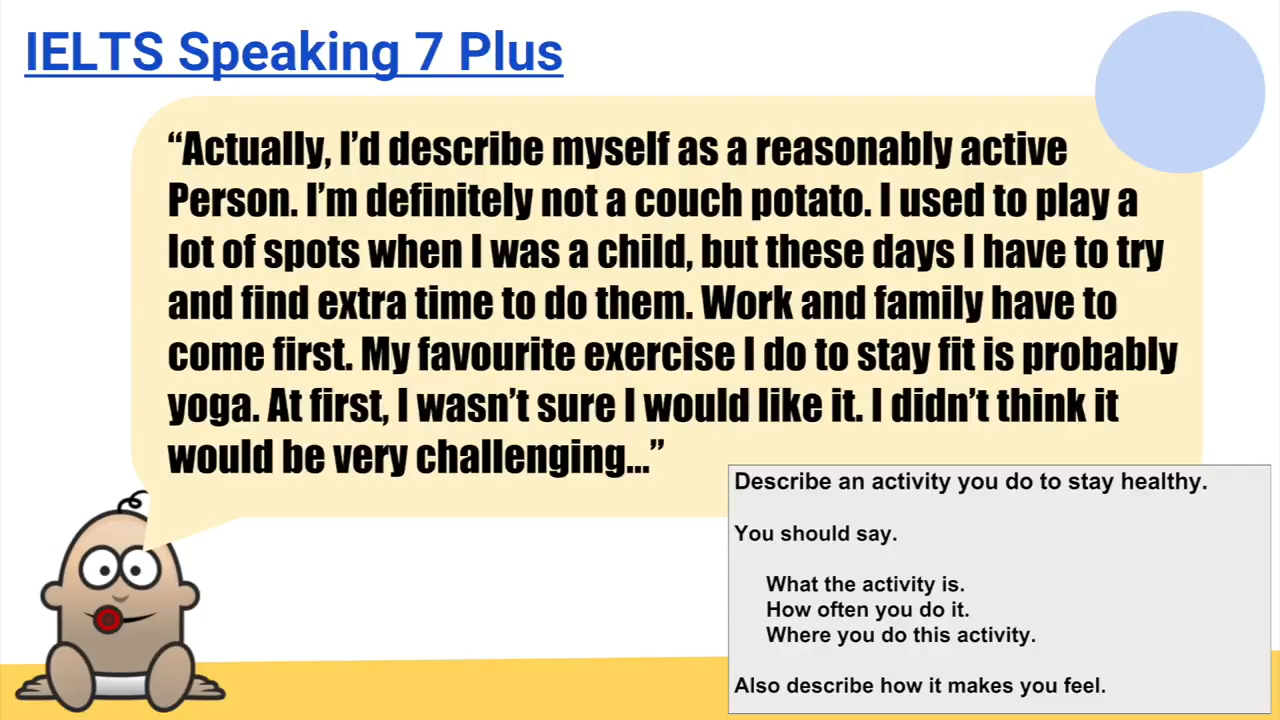 IELTS Speaking 7 Plus
“Actually, I’d describe myself as a reasonably active
Person. I’m definitely not a couch potato. I used to play a
lot of spots when I was a child, but these days I have to try
and find extra time to do them. Work and family have to
come first. My favourite exercise I do to stay fit is probably
yoga. At first, I wasn’t sure I would like it. I didn’t think it
would be very challenging...”
Describe an activity you do to stay healthy.
You should say.
What the activity is.
How often you do it.
Where you do this activity.
Also describe how it makes you feel.